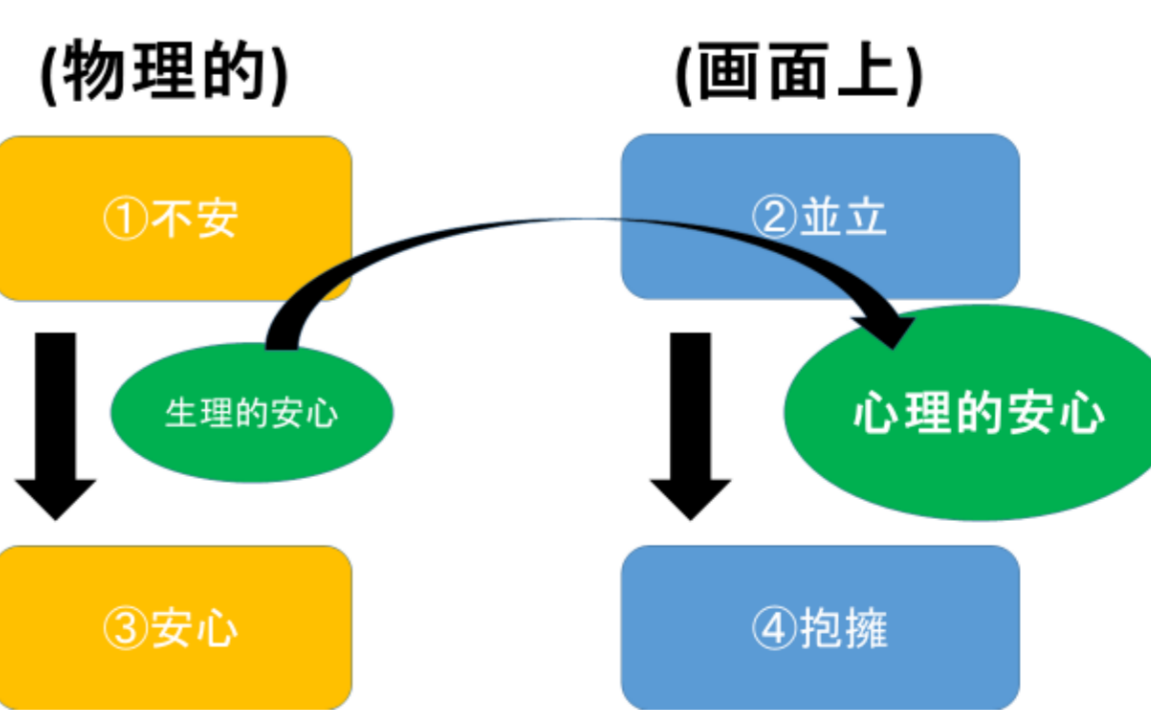 (物理的)
(画面上)
①不安
②並立
生理的安心
心理的安心
③安心
④抱擁